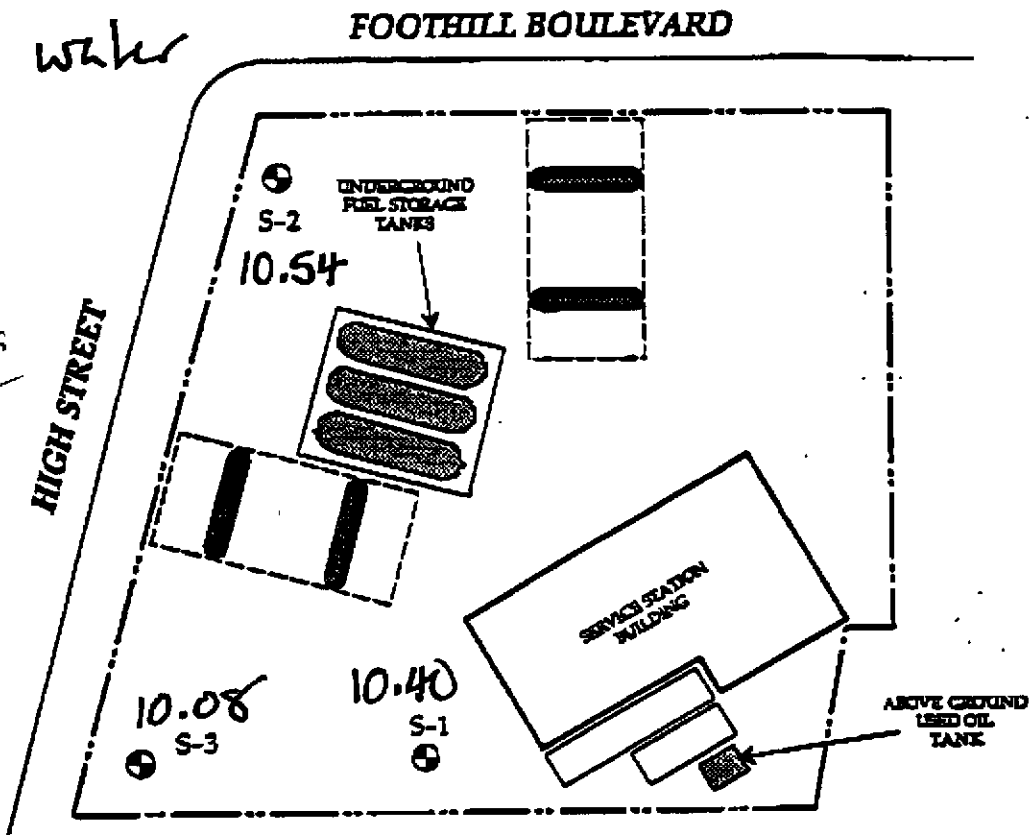 water
FOOTHILL BOULEVARD
UNDERGROUND
FUEL STORAGE
TANKS
S-2
10.54
HIGH STREET
SERVICE STATION
BUILDING
10.08
S-3
10.40
S-1
ABOVE GROUND
USED OIL
TANK